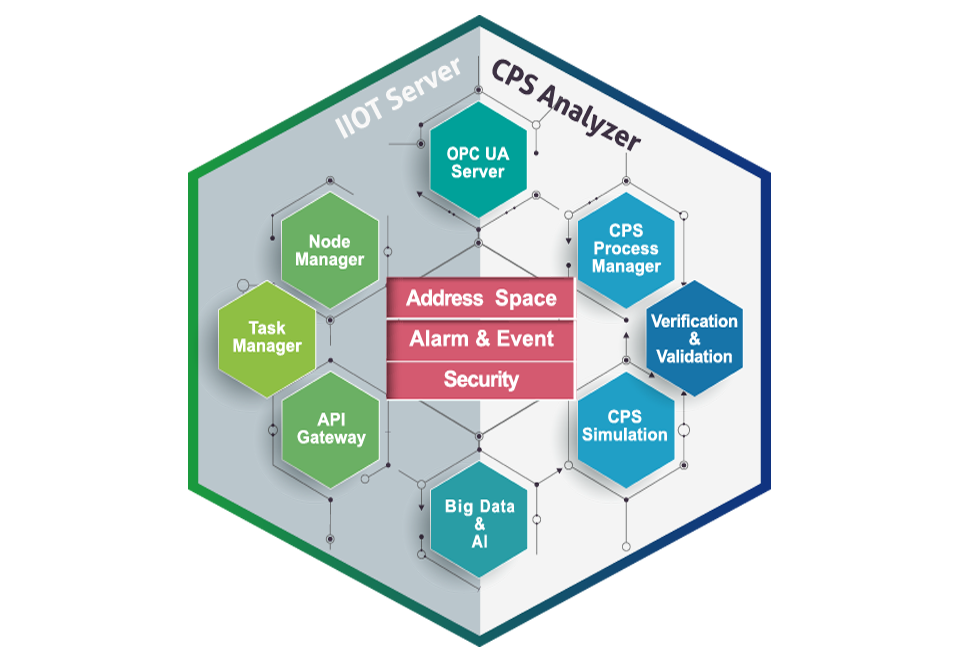 IIOT Server
CPS Analyzer
OPC UA
Server
Node
Manager
CPS
Process
Manager
Address Space
Alarm & Event
Security
Task
Manager
Verification
&
Validation
API
Gateway
CPS
Simulation
Big Data
&
AI